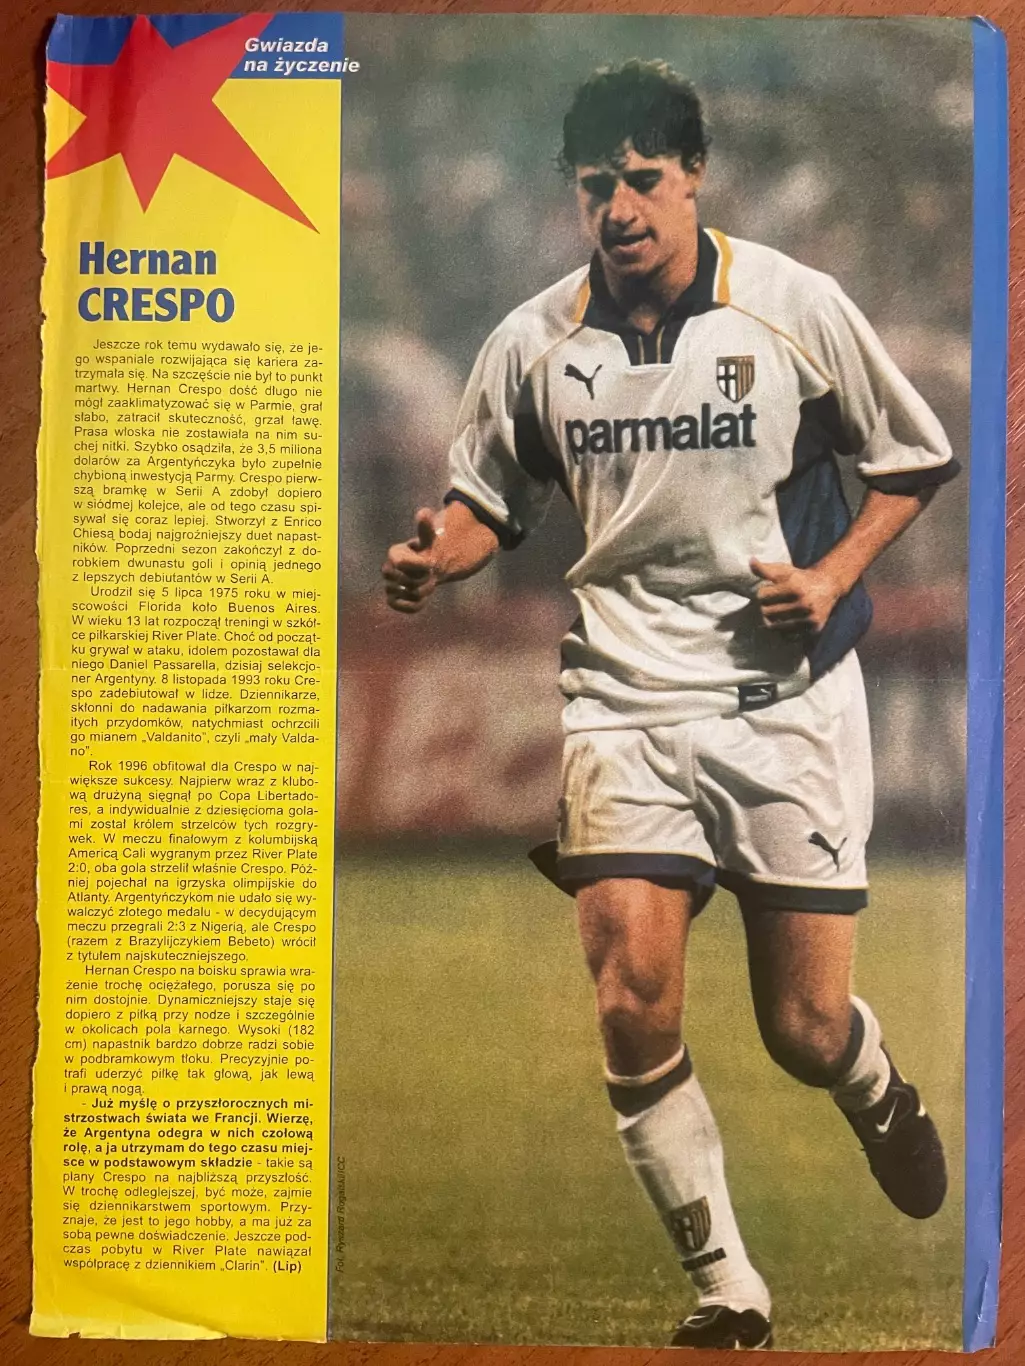 Gwiazda
na życzenie
Hernan
CRESPO
Jeszcze rok temu wydawało się, że je-
go wspaniale rozwijająca się kariera za-
trzymała się. Na szczęście nie był to punkt
martwy. Hernan Crespo dość długo nie
mógł zaaklimatyzować się w Parmie, grał
słabo, zatracił skuteczność, grzał ławę.
Prasa włoska nie zostawiała na nim su-
chej nitki. Szybko osądziła, że 3,5 miliona
dolarów za Argentyńczyka było zupełnie
chybioną inwestycją Parmy. Crespo pierw-
szą bramkę w Serii A zdobył dopiero
w siódmej kolejce, ale od tego czasu spi-
sywał się coraz lepiej. Stworzył z Enrico
Chiesą bodaj najgroźniejszy duet napast-
ników. Poprzedni sezon zakończył z do-
robkiem dwunastu goli i opinią jednego
z lepszych debiutantów w Serii A.
Urodził się 5 lipca 1975 roku w miej-
scowości Florida koło Buenos Aires.
W wieku 13 lat rozpoczął treningi w szkół-
ce piłkarskiej River Plate. Choć od począt-
ku grywał w ataku, idolem pozostawał dla
niego Daniel Passarella, dzisiaj selekcjo-
ner Argentyny. 8 listopada 1993 roku Cre-
spo zadebiutował w lidze. Dziennikarze,
skłonni do nadawania piłkarzom rozma-
itych przydomków, natychmiast ochrzcili
go mianem „Valdanito”, czyli „mały Valda-
no”.
Rok 1996 obfitował dla Crespo w naj-
większe sukcesy. Najpierw wraz z klubo-
wą drużyną sięgnął po Copa Libertado-
res, a indywidualnie z dziesięcioma gola-
mi został królem strzelców tych rozgry-
wek. W meczu finałowym z kolumbijską
Americą Cali wygranym przez River Plate
2:0, oba gola strzelił właśnie Crespo. Póź-
niej pojechał na igrzyska olimpijskie do
Atlanty. Argentyńczykom nie udało się wy-
walczyć złotego medalu - w decydującym
meczu przegrali 2:3 z Nigerią, ale Crespo
(razem z Brazylijczykiem Bebeto) wrócił
z tytułem najskuteczniejszego.
Hernan Crespo na boisku sprawia wra-
żenie trochę ociężałego, porusza się po
nim dostojnie. Dynamiczniejszy staje się
dopiero z piłką przy nodze i szczególnie
w okolicach pola karnego. Wysoki (182
cm) napastnik bardzo dobrze radzi sobie
w podbramkowym tłoku. Precyzyjnie po-
trafi uderzyć piłkę tak głową, jak lewą
i prawą nogą.
- Już myślę o przyszłorocznych mi-
strzostwach świata we Francji. Wierzę,
że Argentyna odegra w nich czołową
rolę, a ja utrzymam do tego czasu miej-
sce w podstawowym składzie - takie są
plany Crespo na najbliższą przyszłość.
W trochę odleglejszej, być może, zajmie
się dziennikarstwem sportowym. Przy-
znaje, że jest to jego hobby, a ma już za
sobą pewne doświadczenie. Jeszcze pod-
czas pobytu w River Plate nawiązał
współpracę z dziennikiem „Clarin”. (Lip)
Fot. Ryszard Rogalski/ICC
parmalat